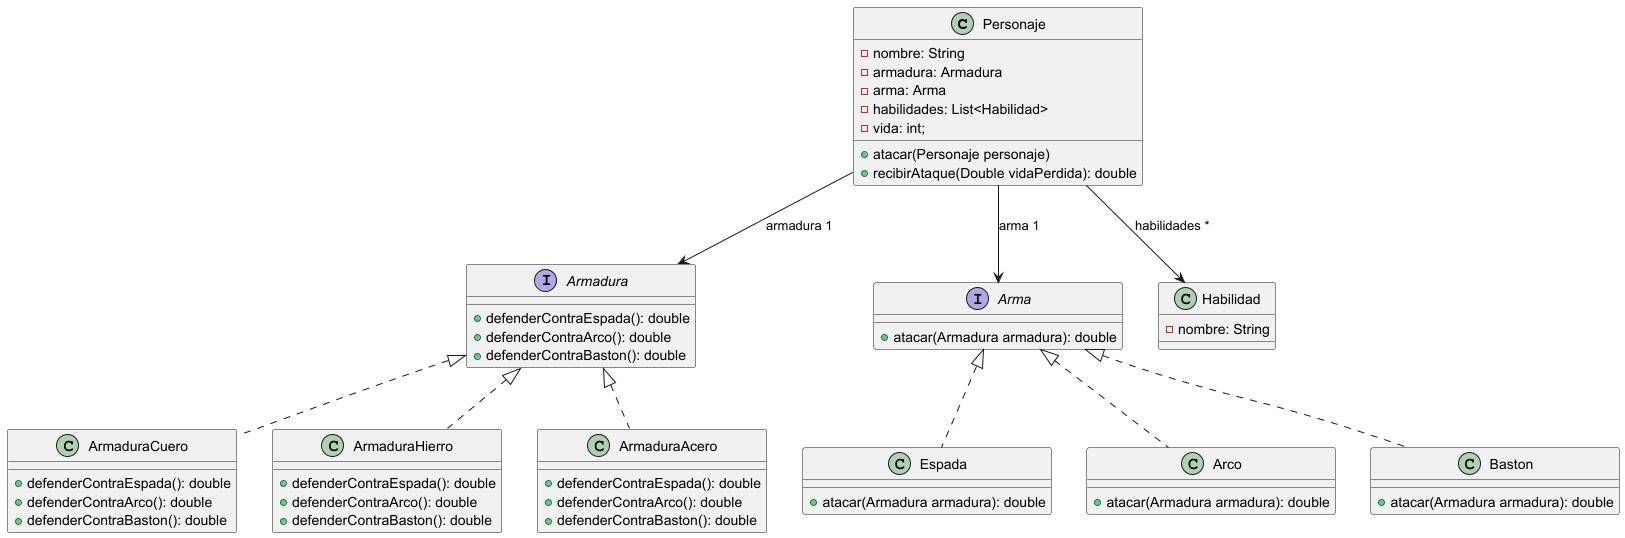 C Personaje
nombre: String
armadura: Armadura
arma: Arma
habilidades: List<Habilidad>
vida: int;
atacar(Personaje personaje)
recibirAtaque(Double vidaPerdida): double
armadura 1
arma 1
habilidades *
I Armadura
defenderContraEspada(): double
defenderContraArco(): double
defenderContraBaston(): double
I Arma
atacar(Armadura armadura): double
C Habilidad
nombre: String
C ArmaduraCuero
defenderContraEspada(): double
defenderContraArco(): double
defenderContraBaston(): double
C ArmaduraHierro
defenderContraEspada(): double
defenderContraArco(): double
defenderContraBaston(): double
C ArmaduraAcero
defenderContraEspada(): double
defenderContraArco(): double
defenderContraBaston(): double
C Espada
atacar(Armadura armadura): double
C Arco
atacar(Armadura armadura): double
C Baston
atacar(Armadura armadura): double